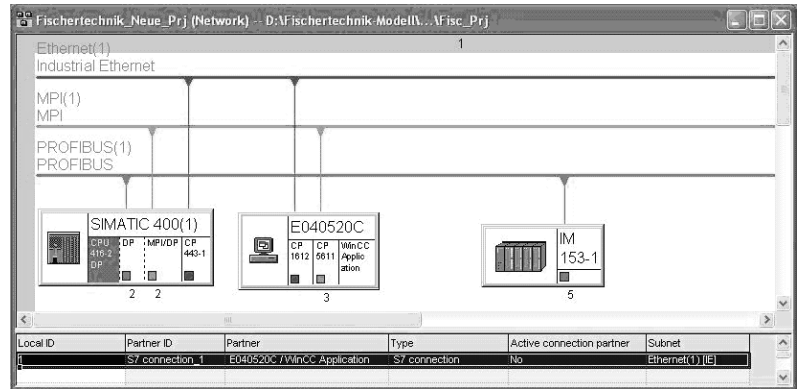 Fischertechnik_Neue_Prj (Network) -- D:\Fischertechnik-Modell\...\Fisc_Prj
1
Ethernet(1)
Industrial Ethernet
MPI(1)
MPI
PROFIBUS(1)
PROFIBUS
SIMATIC 400(1)
CPU 416-2 DP
DP
MPI/DP
CP 443-1
2 2
E040520C
CP 1612
CP 5611
WinCC Applic ation
3
IM 153-1
5
Local ID Partner ID Partner Type Active connection partner Subnet
1 S7 connection_1 E040520C / WinCC Application S7 connection No Ethernet(1) [IE]